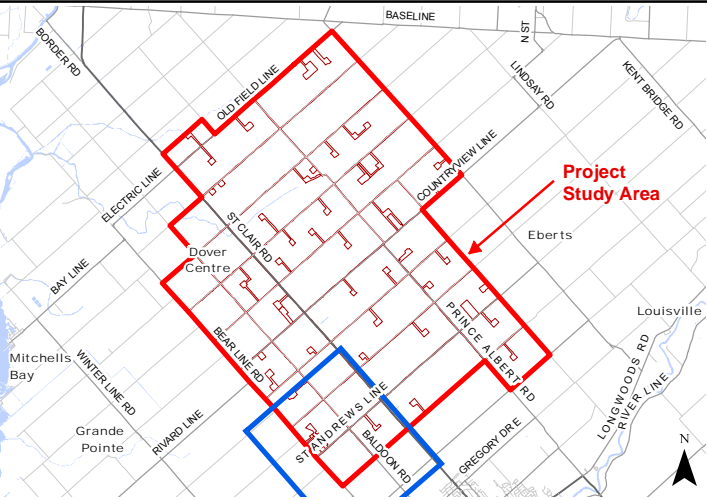 BASELINE
N ST
BORDER RD
LINDSAY RD
KENT BRIDGE RD
OLD FIELD LINE
COUNTRYVIEW LINE
Project
Study Area
ELECTRIC LINE
ST CLAIR RD
Eberts
Dover
Centre
BAY LINE
PRINCE ALBERT RD
Louisville
BEAR LINE RD
Mitchells
Bay
WINTER LINE RD
LONGWOODS RD
RIVER LINE
ST ANDREWS LINE
Grande
Pointe
RIVARD LINE
BALDOON RD
GREGORY DR E
N